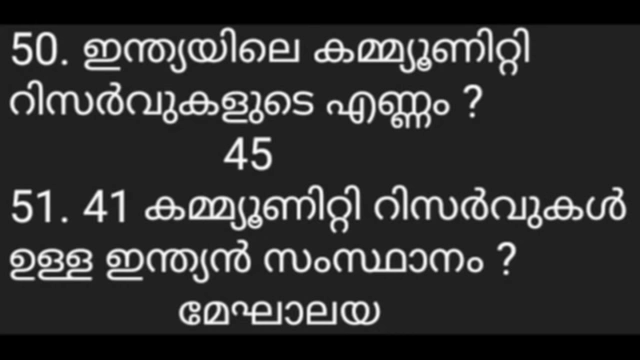 50. ഇന്ത്യയിലെ കമ്മ്യൂണിറ്റി
റിസർവുകളുടെ എണ്ണം ?
45
51. 41 കമ്മ്യൂണിറ്റി റിസർവുകൾ
ഉള്ള ഇന്ത്യൻ സംസ്ഥാനം ?
മേഘാലയ